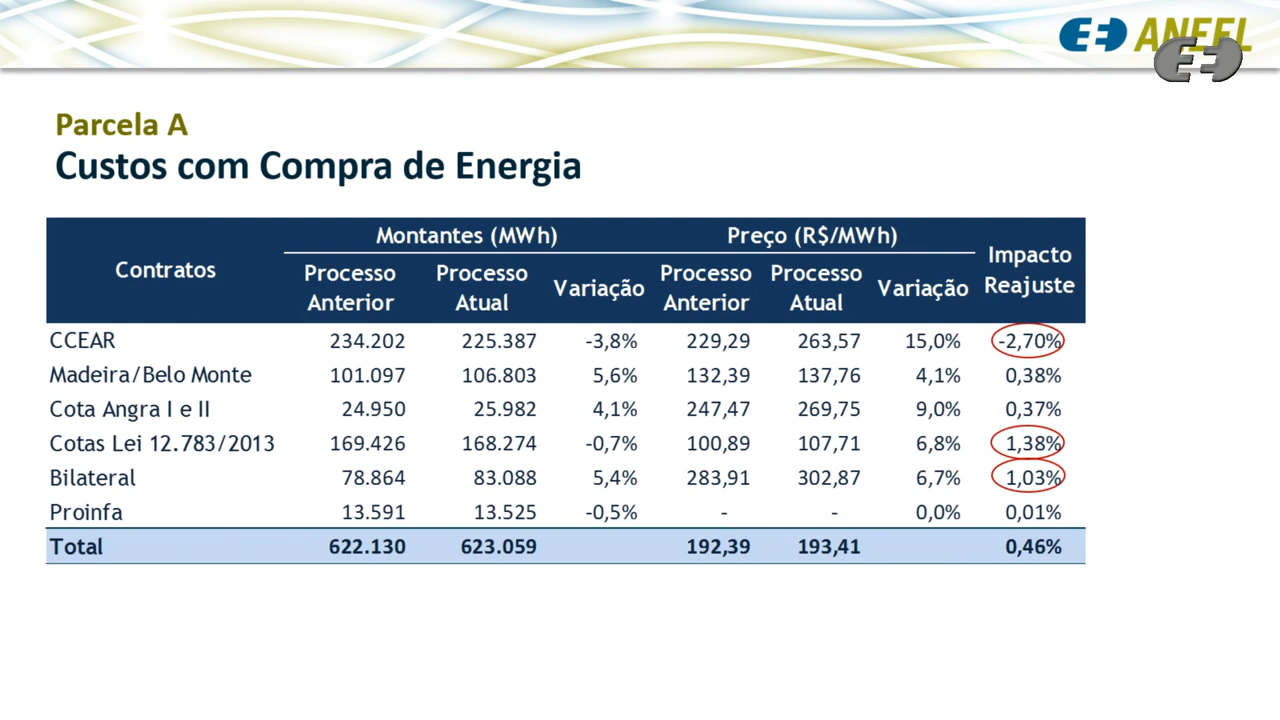 ANEEL
Parcela A
Custos com Compra de Energia
Contratos Montantes (MWh) Preço (R$/MWh) Impacto Reajuste
Processo Anterior Processo Atual Variação Processo Anterior Processo Atual Variação
CCEAR 234.202 225.387 -3,8% 229,29 263,57 15,0% -2,70%
Madeira/Belo Monte 101.097 106.803 5,6% 132,39 137,76 4,1% 0,38%
Cota Angra I e II 24.950 25.982 4,1% 247,47 269,75 9,0% 0,37%
Cotas Lei 12.783/2013 169.426 168.274 -0,7% 100,89 107,71 6,8% 1,38%
Bilateral 78.864 83.088 5,4% 283,91 302,87 6,7% 1,03%
Proinfa 13.591 13.525 -0,5% - - 0,0% 0,01%
Total 622.130 623.059 192,39 193,41 0,46%